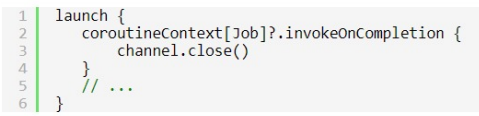 1 launch {
2     coroutineContext[Job]?.invokeOnCompletion {
3         channel.close()
4     }
5     // ...
6 }